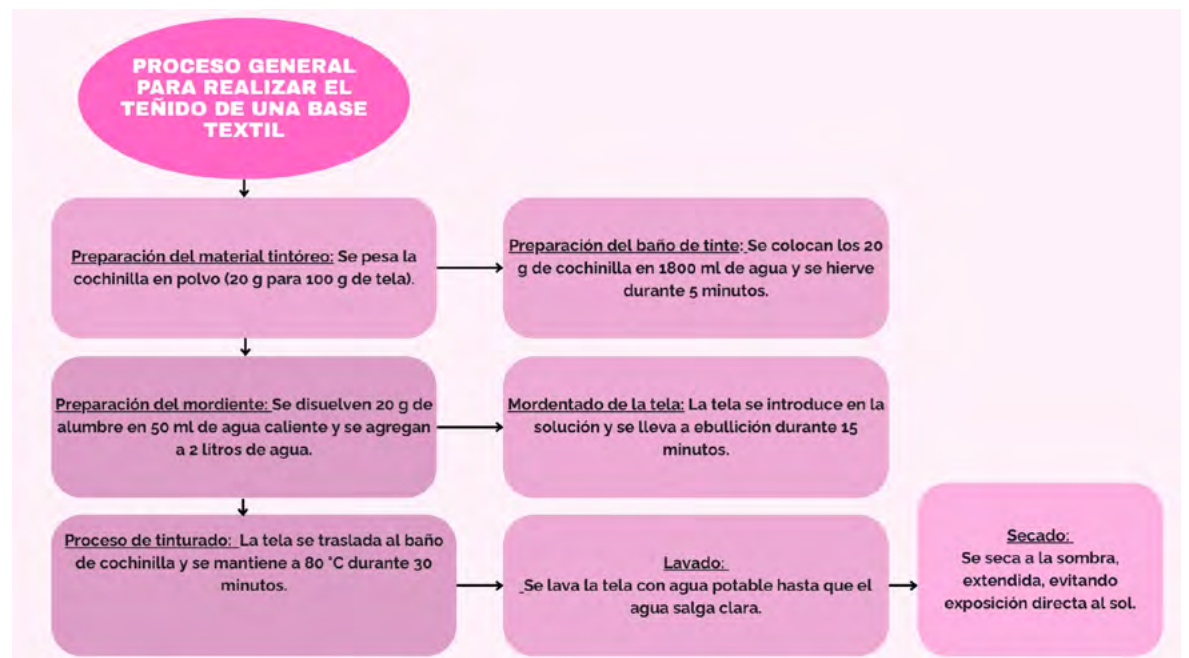 PROCESO GENERAL
PARA REALIZAR EL
TEÑIDO DE UNA BASE
TEXTIL
Preparación del material tintóreo: Se pesa la
cochinilla en polvo (20 g para 100 g de tela).
Preparación del baño de tinte: Se colocan los 20
g de cochinilla en 1800 ml de agua y se hierve
durante 5 minutos.
Preparación del mordiente: Se disuelven 20 g de
alumbre en 50 ml de agua caliente y se agregan
a 2 litros de agua.
Mordentado de la tela: La tela se introduce en la
solución y se lleva a ebullición durante 15
minutos.
Proceso de tinturado: La tela se traslada al baño
de cochinilla y se mantiene a 80 °C durante 30
minutos.
Lavado:
Se lava la tela con agua potable hasta que el
agua salga clara.
Secado:
Se seca a la sombra,
extendida, evitando
exposición directa al sol.